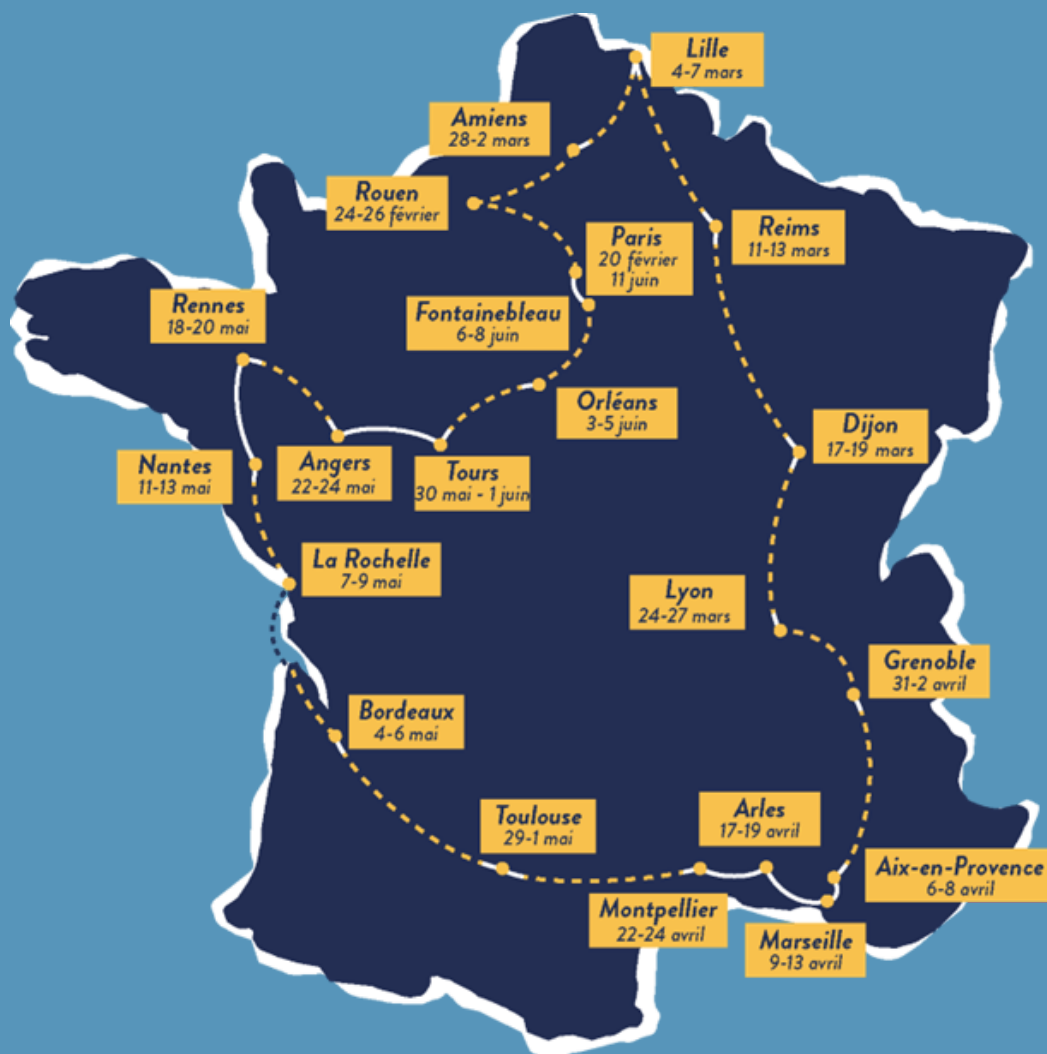 Lille
4-7 mars
Amiens
28-2 mars
Rouen
24-26 février
Reims
11-13 mars
Paris
20 février
11 juin
Rennes
18-20 mai
Fontainebleau
6-8 juin
Orléans
3-5 juin
Dijon
17-19 mars
Nantes
11-13 mai
Angers
22-24 mai
Tours
30 mai - 1 juin
La Rochelle
7-9 mai
Lyon
24-27 mars
Grenoble
31-2 avril
Bordeaux
4-6 mai
Toulouse
29-1 mai
Arles
17-19 avril
Aix-en-Provence
6-8 avril
Montpellier
22-24 avril
Marseille
9-13 avril